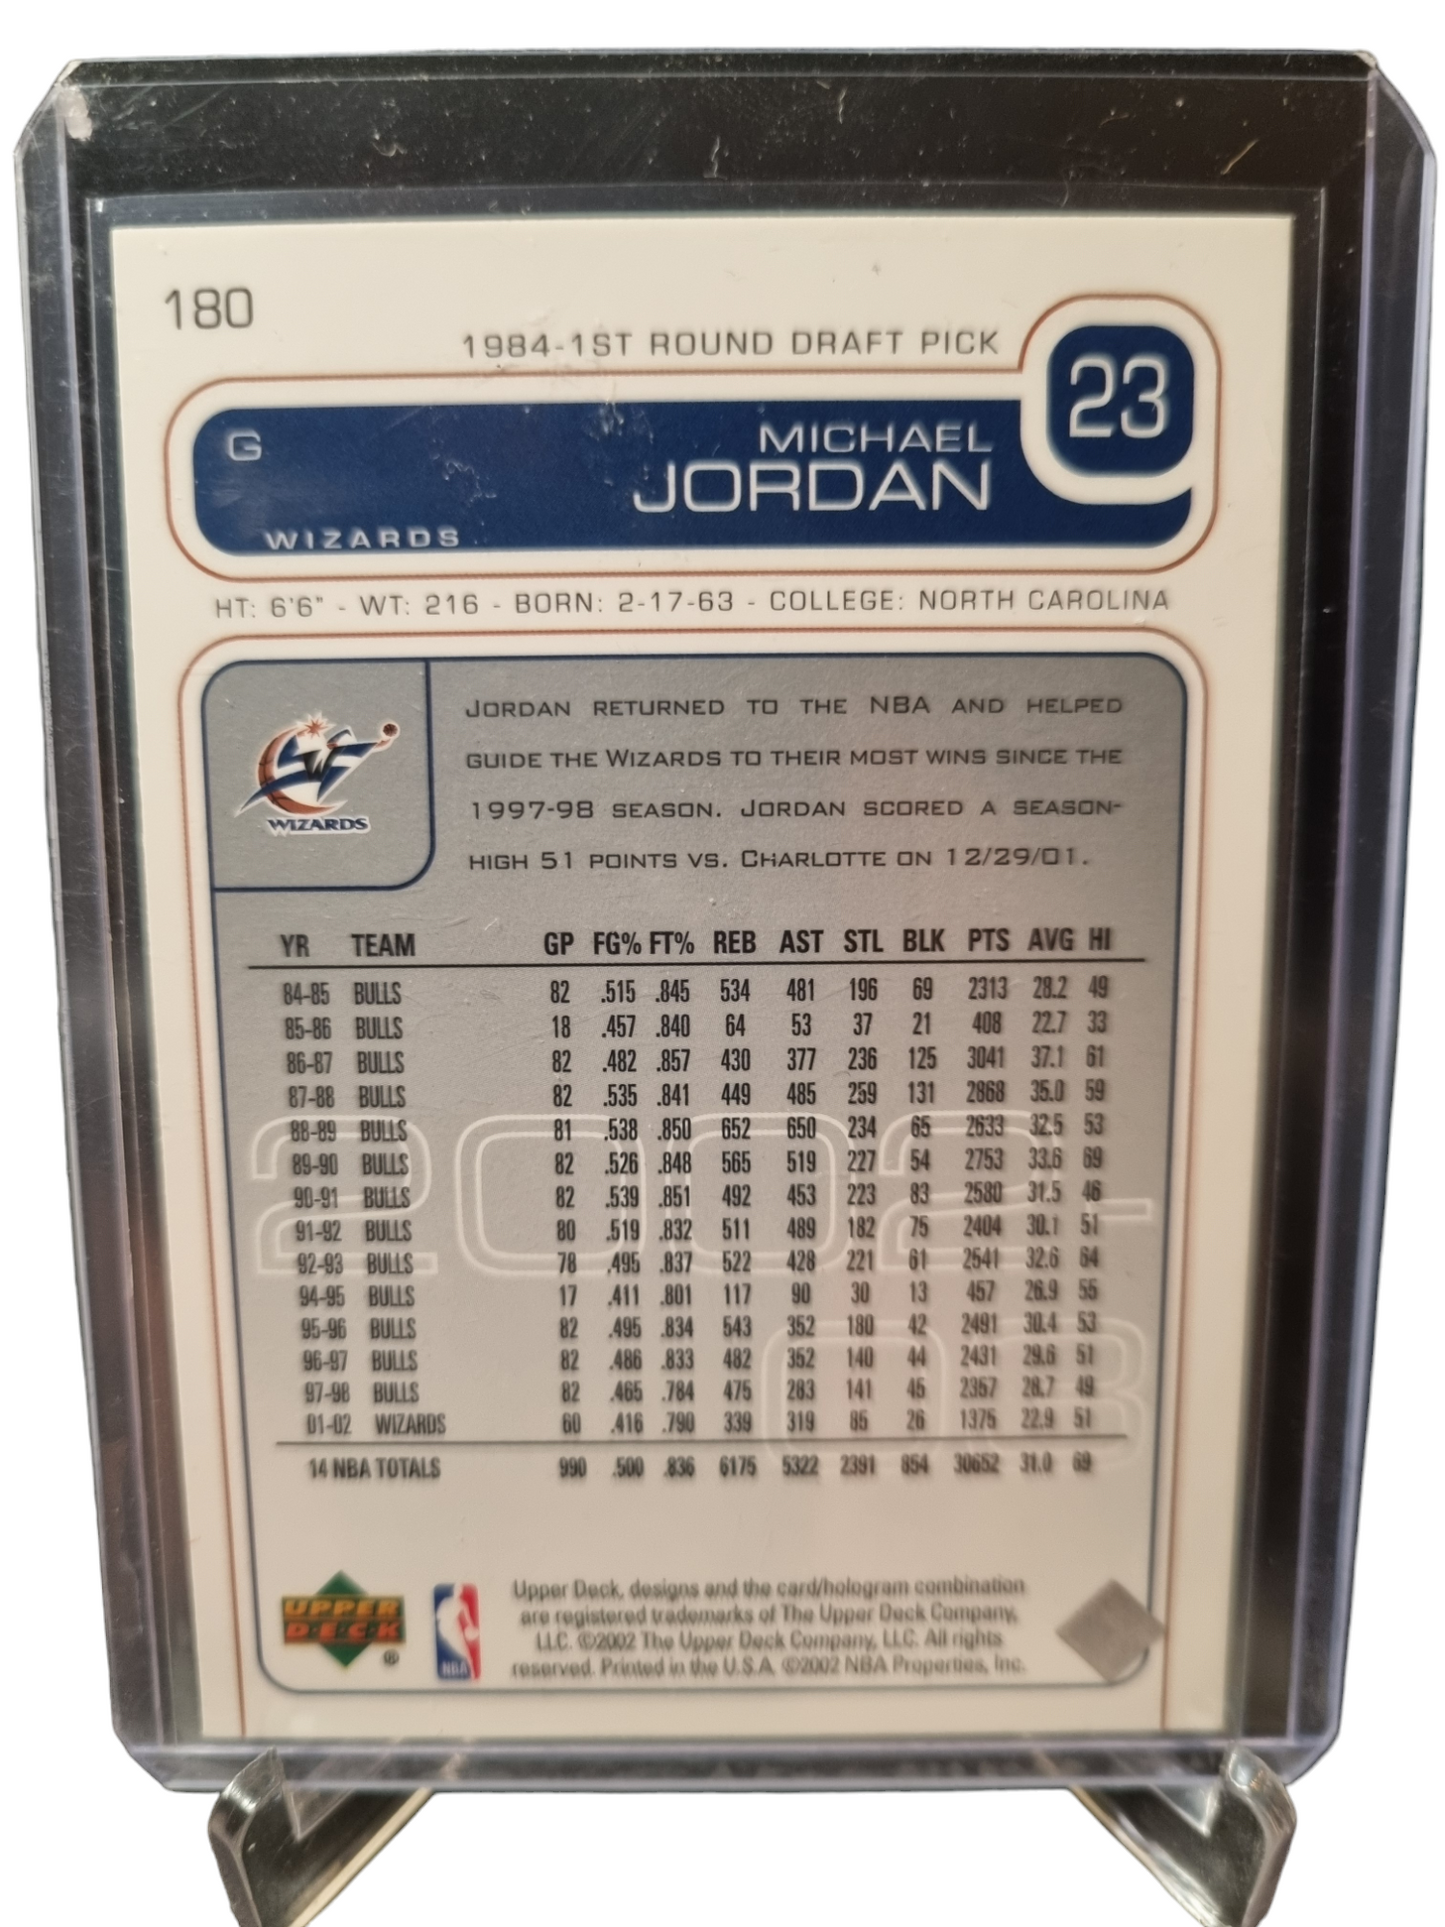 180
1984-1ST ROUND DRAFT PICK
23
G
MICHAEL
JORDAN
WIZARDS
HT: 6'6" - WT: 216 - BORN: 2-17-63 - COLLEGE: NORTH CAROLINA
WIZARDS
JORDAN RETURNED TO THE NBA AND HELPED
GUIDE THE WIZARDS TO THEIR MOST WINS SINCE THE
1997-98 SEASON. JORDAN SCORED A SEASON-
HIGH 51 POINTS VS. CHARLOTTE ON 12/29/01.
YR TEAM GP FG% FT% REB AST STL BLK PTS AVG HI
84-85 BULLS 82 .515 .845 534 481 196 69 2313 28.2 49
85-86 BULLS 18 .457 .840 64 53 37 21 408 22.7 33
86-87 BULLS 82 .482 .857 430 377 236 125 3041 37.1 61
87-88 BULLS 82 .535 .841 449 485 259 131 2868 35.0 59
88-89 BULLS 81 .538 .850 652 650 234 65 2633 32.5 53
89-90 BULLS 82 .526 .848 565 519 227 54 2753 33.6 69
90-91 BULLS 82 .539 .851 492 453 223 83 2580 31.5 46
91-92 BULLS 80 .519 .832 511 489 182 75 2404 30.1 51
92-93 BULLS 78 .495 .837 522 428 221 61 2541 32.6 64
94-95 BULLS 17 .411 .801 117 90 30 13 457 26.9 55
95-96 BULLS 82 .495 .834 543 352 180 42 2491 30.4 53
96-97 BULLS 82 .486 .833 482 352 140 44 2431 29.6 51
97-98 BULLS 82 .465 .784 475 283 141 45 2357 28.7 49
01-02 WIZARDS 60 .416 .790 339 319 85 26 1375 22.9 51
14 NBA TOTALS 990 .500 .836 6175 5322 2391 854 30652 31.0 69
2002-
03
UPPER
DECK
®
NBA
Upper Deck, designs and the card/hologram combination
are registered trademarks of The Upper Deck Company,
LLC. ©2002 The Upper Deck Company, LLC. All rights
reserved. Printed in the U.S.A. ©2002 NBA Properties, Inc.